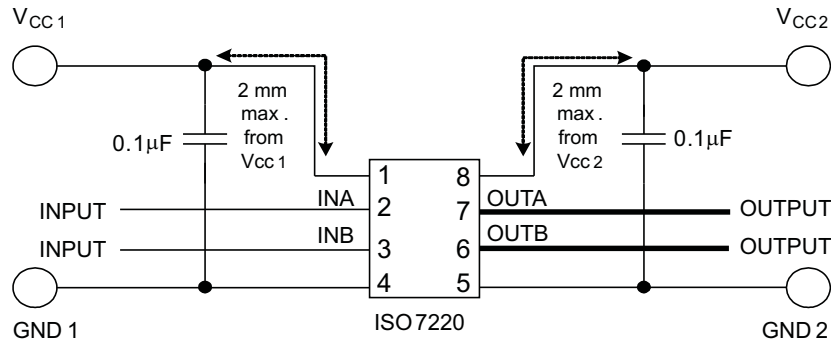 VCC 1
VCC 2
2 mm
max .
from
Vcc 1
2 mm
max .
from
Vcc 2
0.1μF
0.1μF
1
8
INPUT
INA
2
7
OUTA
OUTPUT
INPUT
INB
3
6
OUTB
OUTPUT
4
5
GND 1
ISO 7220
GND 2